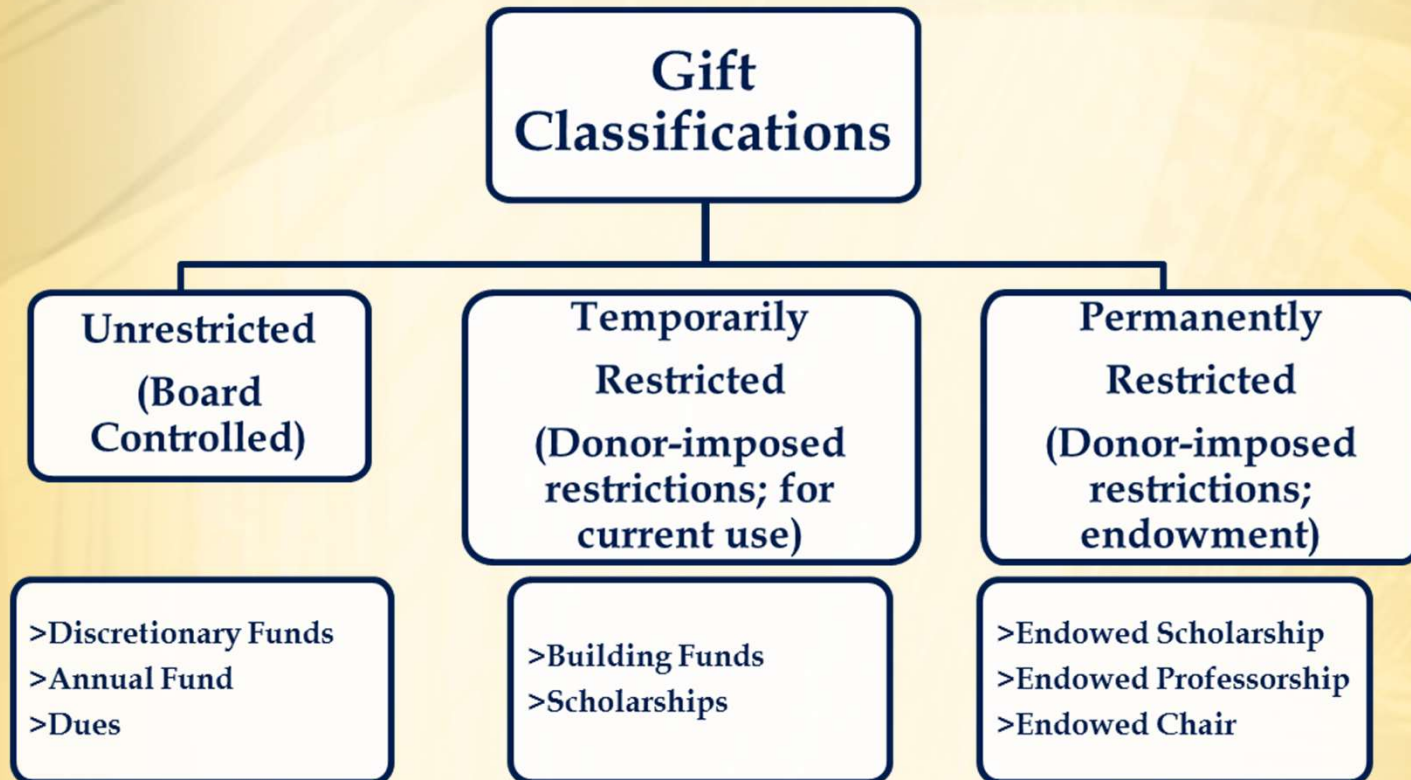 Gift
Classifications
Unrestricted
(Board
Controlled)
Temporarily
Restricted
(Donor-imposed
restrictions; for
current use)
Permanently
Restricted
(Donor-imposed
restrictions;
endowment)
>Discretionary Funds
>Annual Fund
>Dues
>Building Funds
>Scholarships
>Endowed Scholarship
>Endowed Professorship
>Endowed Chair